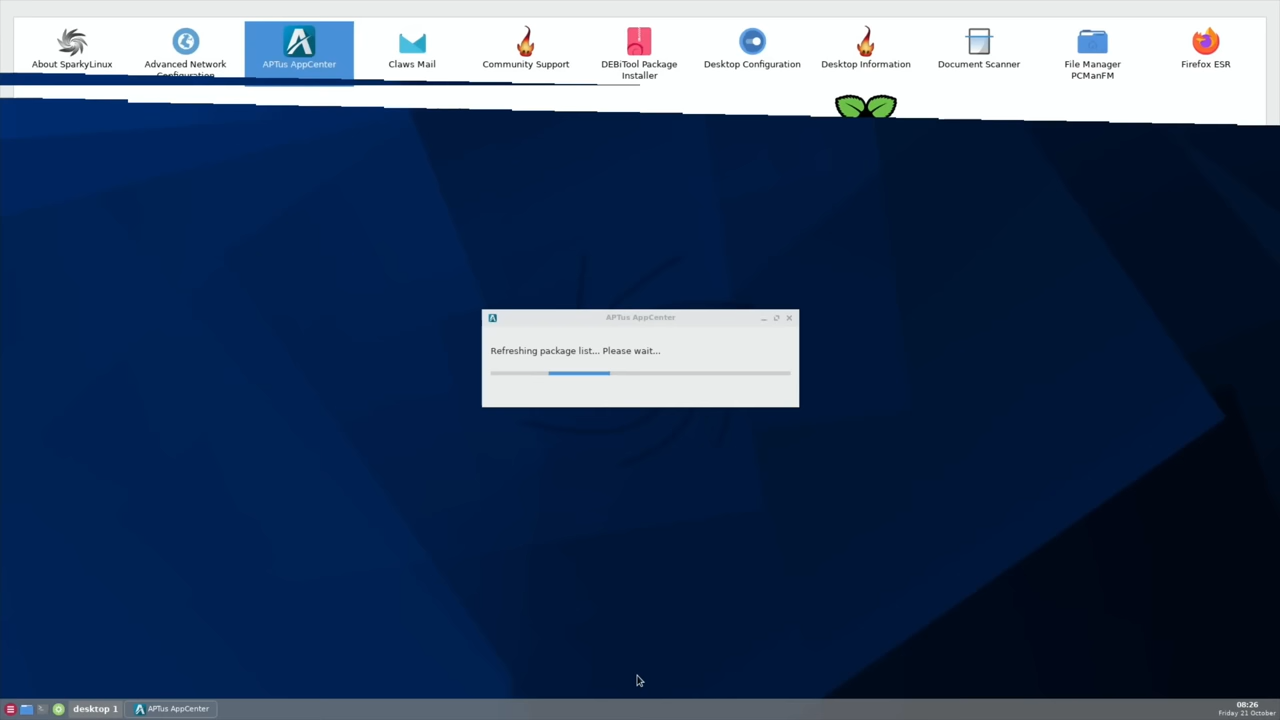 About SparkyLinux
Advanced Network
Configuration
APTus AppCenter
Claws Mail
Community Support
DEBiTool Package
Installer
Desktop Configuration
Desktop Information
Document Scanner
File Manager
PCManFM
Firefox ESR
APTus AppCenter
Refreshing package list... Please wait...
desktop 1
APTus AppCenter
08:26
Friday 21 October